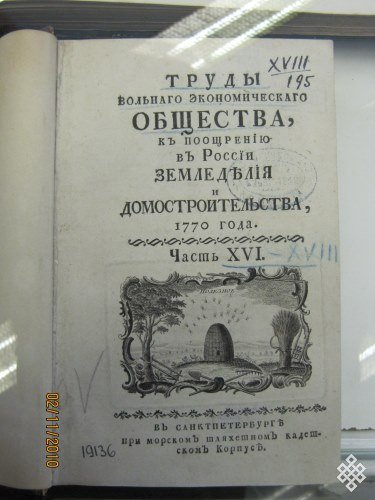 XVIII
195
ТРУДЫ
ВОЛЬНАГО ЭКОНОМИЧЕСКАГО
ОБЩЕСТВА,
КЪ ПООЩРЕНІЮ
ВЪ РОССІИ
ЗЕМЛЕДѢЛІЯ
И
ДОМОСТРОИТЕЛЬСТВА,
1770 года.
Часть XVI.
-XVIII
ПОЛЕЗНОЕ
ВЪ САНКТПЕТЕРБУРГѢ
при морскомъ шляхетномъ кадет-
скомъ Корпусѣ.
19136
02/11/2010